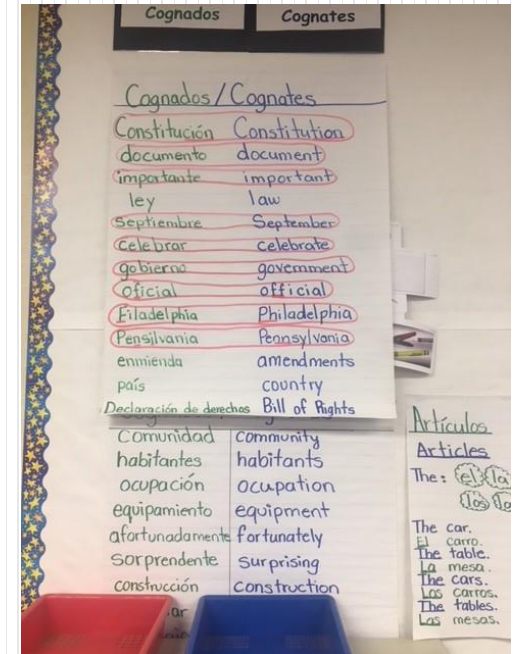 Cognados Cognates
Cognados/Cognates
Constitución Constitution
documento document
importante important
ley law
Septiembre September
celebrar celebrate
gobierno government
oficial official
Filadelphia Philadelphia
Pensilvania Pennsylvania
enmienda amendments
país country
Declaración de derechos Bill of Rights
Comunidad community
habitantes habitants
ocupación ocupation
equipamiento equipment
afortunadamente fortunately
sorprendente surprising
construcción construction
ar
Artículos
Articles
The: el la
los
The car.
El carro.
The table.
La mesa.
The cars.
Los carros.
The tables.
Las mesas.